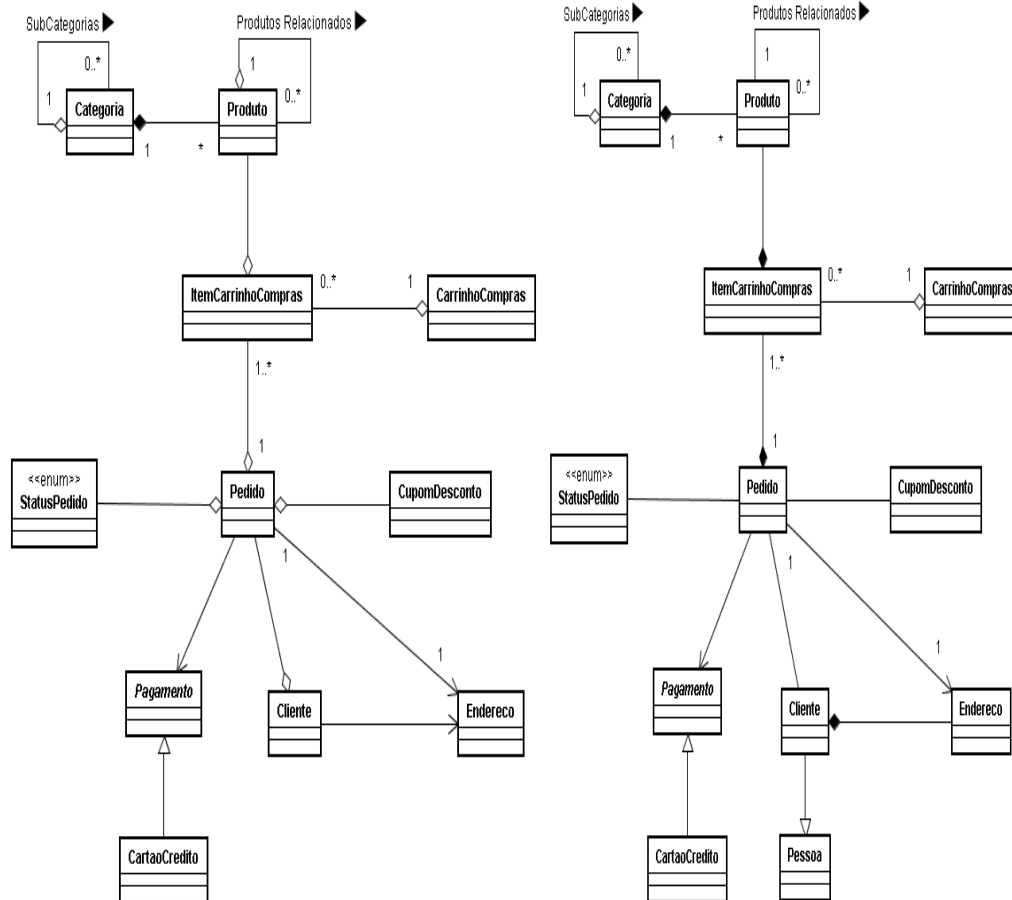 SubCategorias
0..*
1
Categoria
1
*
Produtos Relacionados
1
0..*
Produto
ItemCarrinhoCompras
0..*
1
CarrinhoCompras
1..*
1
<<enum>>
StatusPedido
Pedido
CupomDesconto
1
1
Pagamento
Cliente
Endereco
CartaoCredito
SubCategorias
0..*
1
Categoria
1
*
Produtos Relacionados
1
0..*
Produto
ItemCarrinhoCompras
0..*
1
CarrinhoCompras
1..*
1
<<enum>>
StatusPedido
Pedido
CupomDesconto
1
1
Pagamento
Cliente
Endereco
CartaoCredito
Pessoa